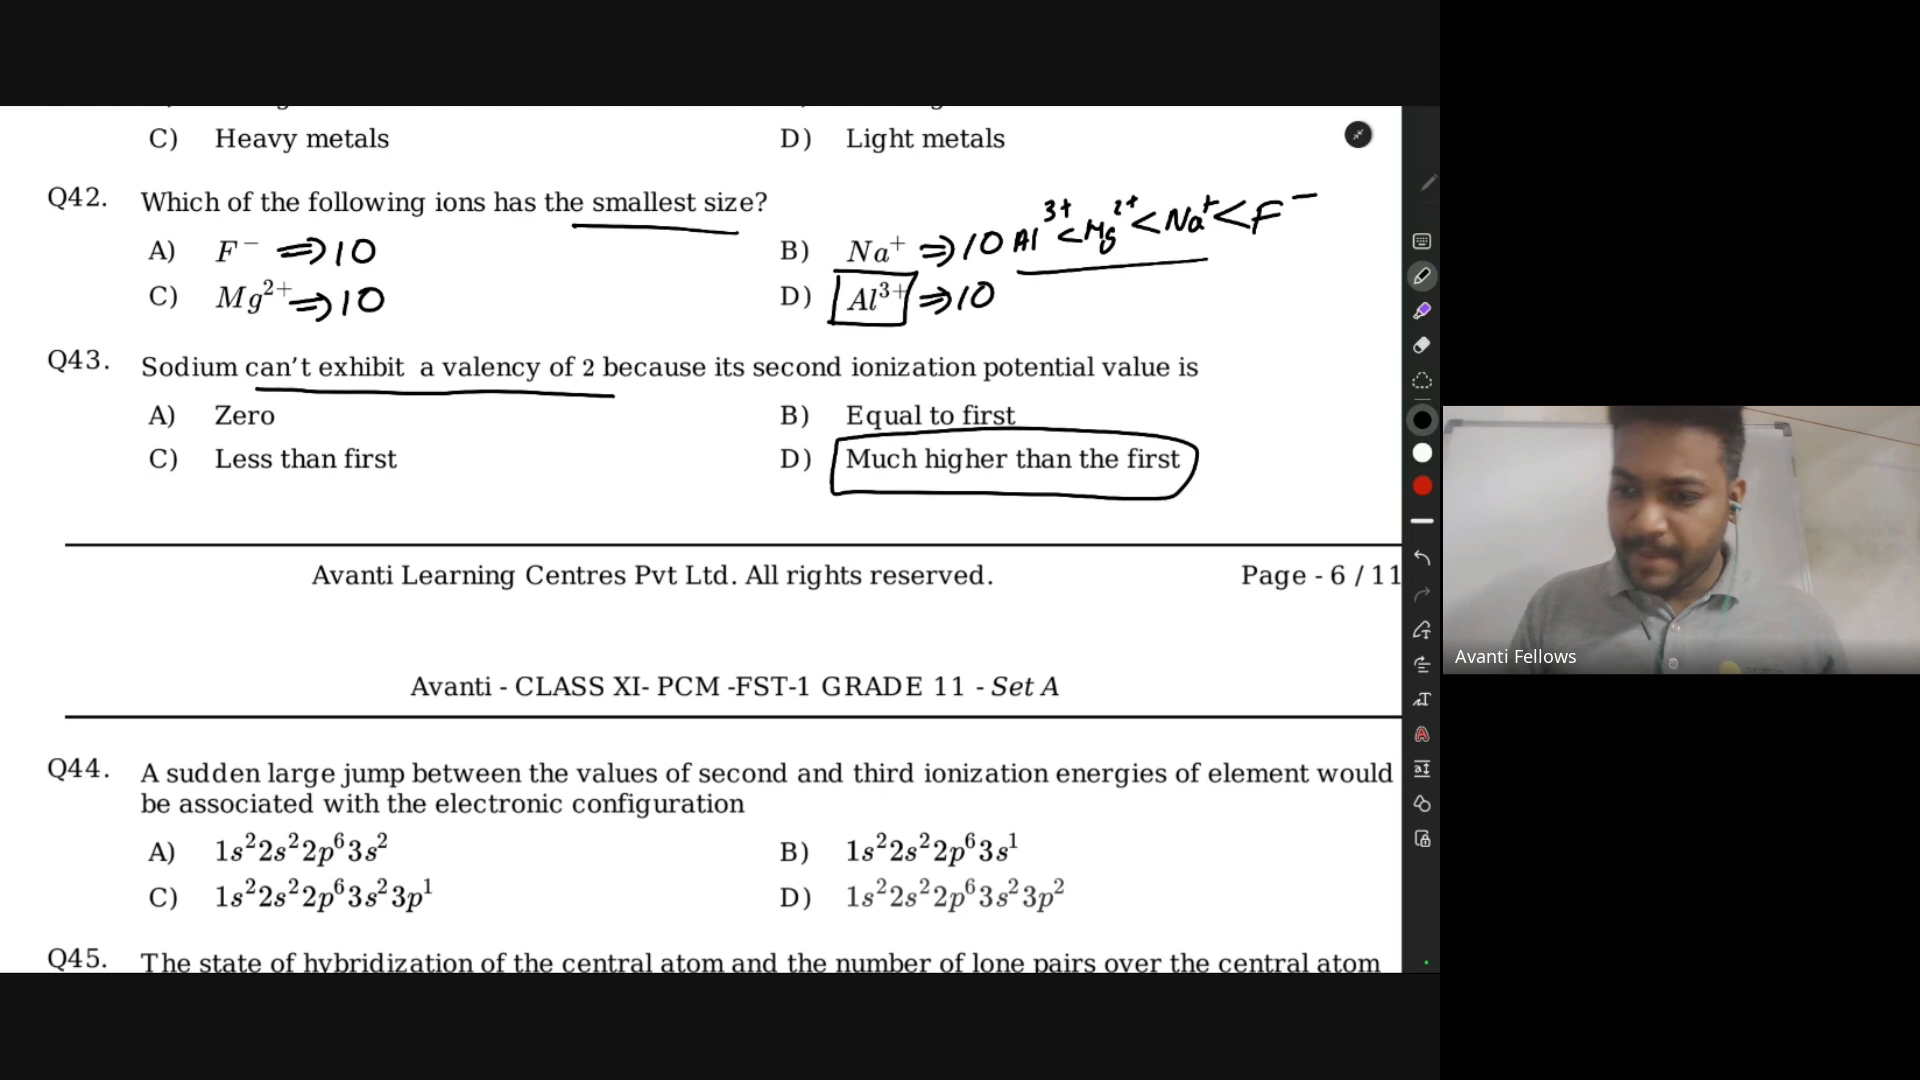 C) Heavy metals D) Light metals
Q42. Which of the following ions has the smallest size?
Al³⁺ < Mg²⁺ < Na⁺ < F⁻
A) F⁻ ⇒ 10 B) Na⁺ ⇒ 10
C) Mg²⁺ ⇒ 10 D) Al³⁺ ⇒ 10
Q43. Sodium can't exhibit a valency of 2 because its second ionization potential value is
A) Zero B) Equal to first
C) Less than first D) Much higher than the first
Avanti Learning Centres Pvt Ltd. All rights reserved. Page - 6 / 11
Avanti Fellows
Avanti - CLASS XI- PCM -FST-1 GRADE 11 - Set A
Q44. A sudden large jump between the values of second and third ionization energies of element would
be associated with the electronic configuration
A) 1s²2s²2p⁶3s² B) 1s²2s²2p⁶3s¹
C) 1s²2s²2p⁶3s²3p¹ D) 1s²2s²2p⁶3s²3p²
Q45. The state of hybridization of the central atom and the number of lone pairs over the central atom